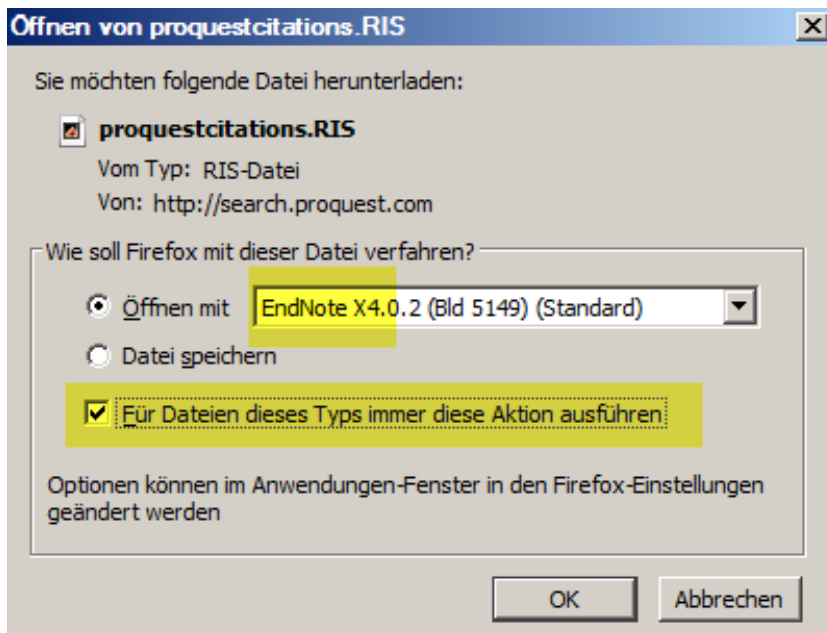 Öffnen von proquestcitations.RIS
Sie möchten folgende Datei herunterladen:
proquestcitations.RIS
Vom Typ: RIS-Datei
Von: http://search.proquest.com
Wie soll Firefox mit dieser Datei verfahren?
Öffnen mit EndNote X4.0.2 (Bld 5149) (Standard)
Datei speichern
Für Dateien dieses Typs immer diese Aktion ausführen
Optionen können im Anwendungen-Fenster in den Firefox-Einstellungen
geändert werden
OK Abbrechen